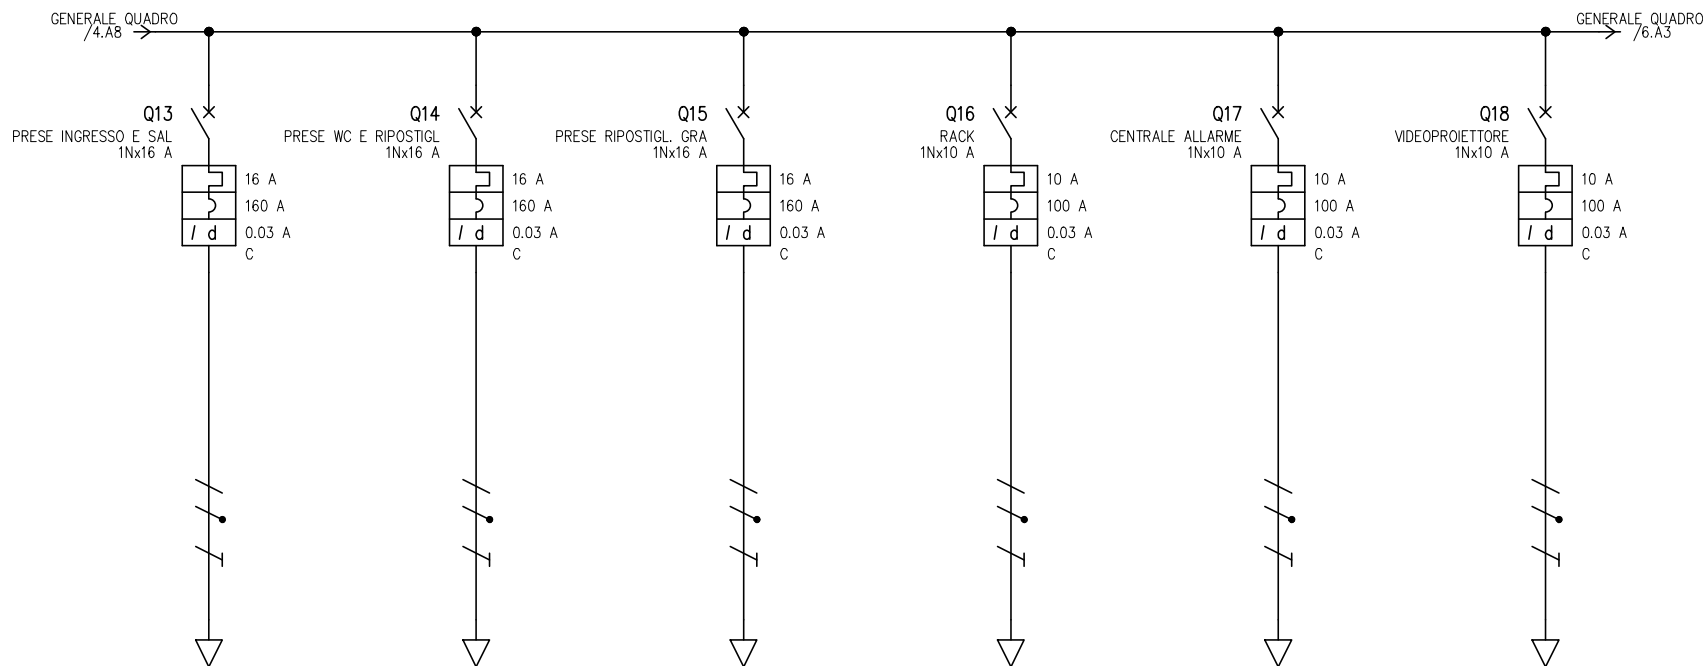 GENERALE QUADRO
/4.A8
GENERALE QUADRO
/6.A3
Q13
PRESE INGRESSO E SAL
1Nx16 A
16 A
160 A
I d
0.03 A
C
Q14
PRESE WC E RIPOSTIGL
1Nx16 A
16 A
160 A
I d
0.03 A
C
Q15
PRESE RIPOSTIGL. GRA
1Nx16 A
16 A
160 A
I d
0.03 A
C
Q16
RACK
1Nx10 A
10 A
100 A
I d
0.03 A
C
Q17
CENTRALE ALLARME
1Nx10 A
10 A
100 A
I d
0.03 A
C
Q18
VIDEOPROIETTORE
1Nx10 A
10 A
100 A
I d
0.03 A
C